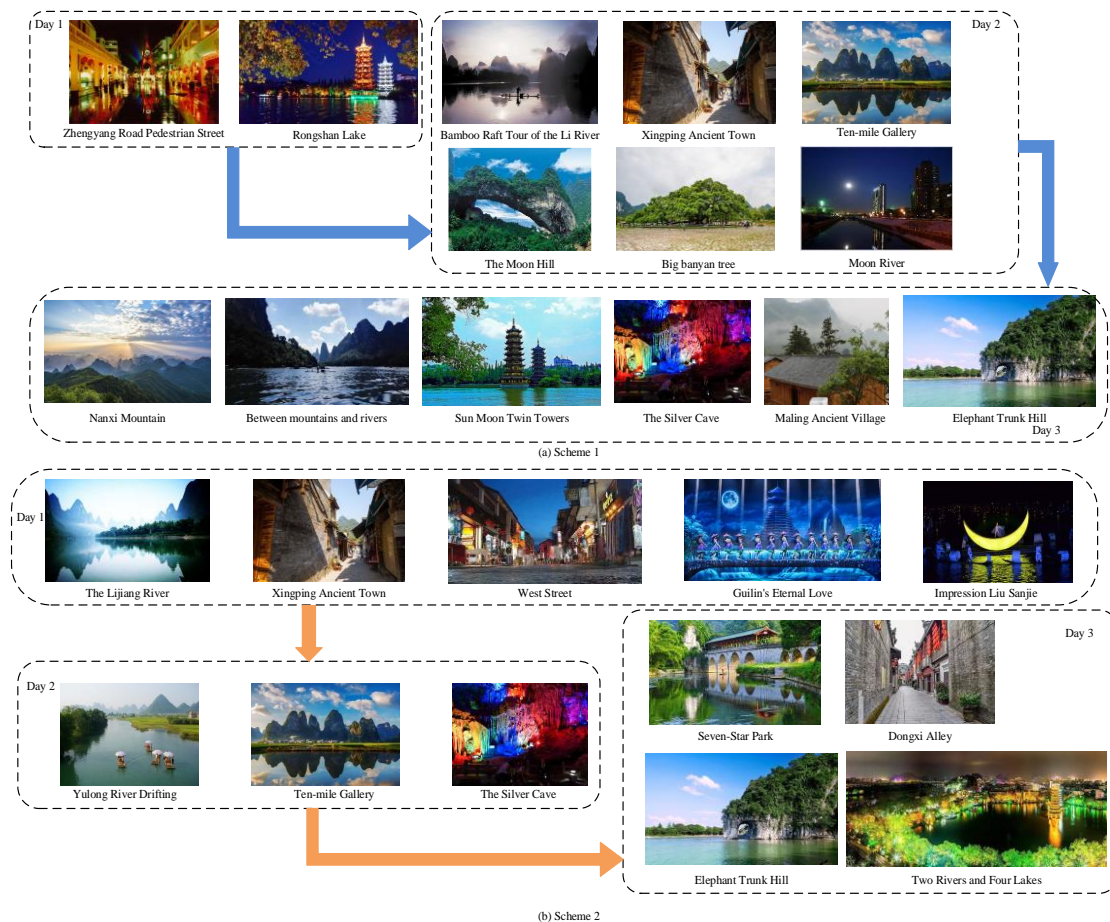 Day 1
Zhengyang Road Pedestrian Street
Rongshan Lake
Day 2
Bamboo Raft Tour of the Li River
Xingping Ancient Town
Ten-mile Gallery
The Moon Hill
Big banyan tree
Moon River
Nanxi Mountain
Between mountains and rivers
Sun Moon Twin Towers
The Silver Cave
Maling Ancient Village
Elephant Trunk Hill
Day 3
(a) Scheme 1
Day 1
The Lijiang River
Xingping Ancient Town
West Street
Guilin's Eternal Love
Impression Liu Sanjie
Day 2
Yulong River Drifting
Ten-mile Gallery
The Silver Cave
Day 3
Seven-Star Park
Dongxi Alley
Elephant Trunk Hill
Two Rivers and Four Lakes
(b) Scheme 2